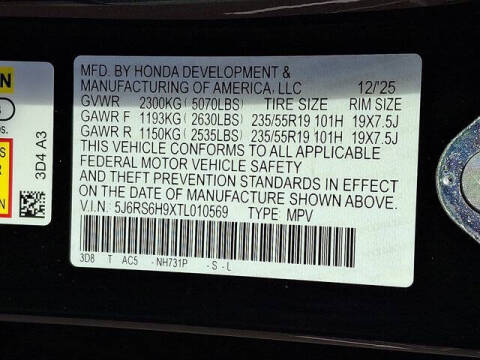 MFD. BY HONDA DEVELOPMENT &
MANUFACTURING OF AMERICA, LLC 12/25
GVWR 2300KG (5070LBS) TIRE SIZE RIM SIZE
GAWR F 1193KG (2630LBS) 235/55R19 101H 19X7.5J
GAWR R 1150KG (2535LBS) 235/55R19 101H 19X7.5J
THIS VEHICLE CONFORMS TO ALL APPLICABLE
FEDERAL MOTOR VEHICLE SAFETY
AND THEFT PREVENTION STANDARDS IN EFFECT
ON THE DATE OF MANUFACTURE SHOWN ABOVE.
V.I.N. 5J6RS6H9XTL010569 TYPE MPV
3D8 T AC5 - NH731P - S - L
3D4 A3